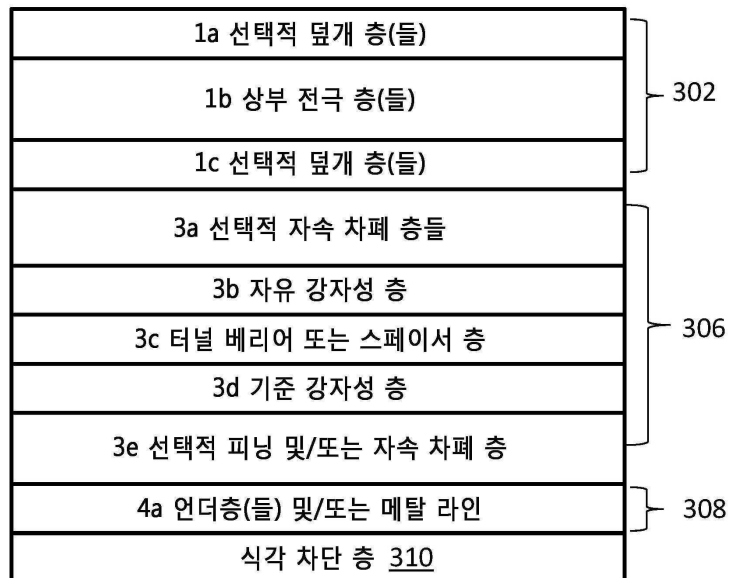 1a 선택적 덮개 층(들)
1b 상부 전극 층(들)
302
1c 선택적 덮개 층(들)
3a 선택적 자속 차폐 층들
3b 자유 강자성 층
3c 터널 베리어 또는 스페이서 층
306
3d 기준 강자성 층
3e 선택적 피닝 및/또는 자속 차폐 층
4a 언더층(들) 및/또는 메탈 라인
308
식각 차단 층 310